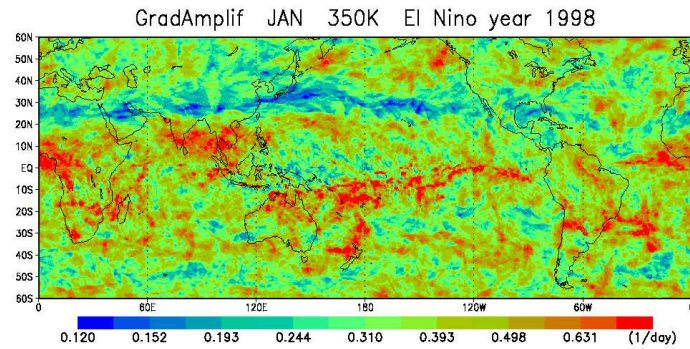 GradAmplif JAN 350K El Nino year 1998
60N
50N
40N
30N
20N
10N
EQ
10S
20S
30S
40S
50S
60S
0 60E 120E 180 120W 60W 0
0.120 0.152 0.193 0.244 0.310 0.393 0.498 0.631 (1/day)